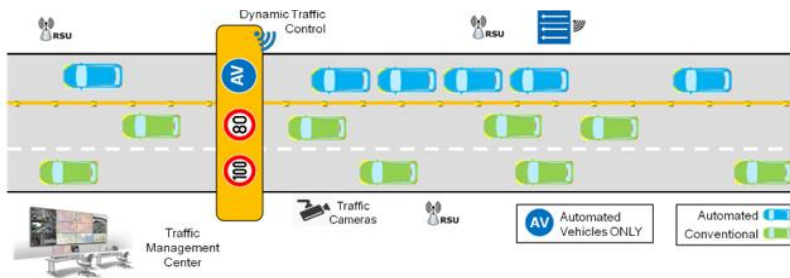 RSU
Dynamic Traffic
Control
RSU
AV
80
100
Traffic
Management
Center
Traffic
Cameras
RSU
AV
Automated
Vehicles ONLY
Automated
Conventional